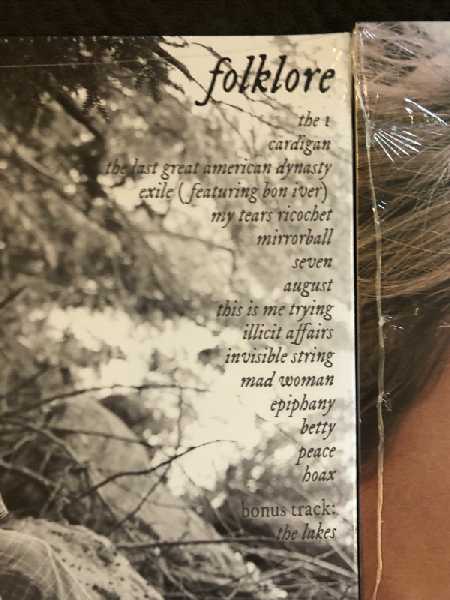 folklore
the 1
cardigan
the last great american dynasty
exile (featuring bon iver)
my tears ricochet
mirrorball
seven
august
this is me trying
illicit affairs
invisible string
mad woman
epiphany
betty
peace
hoax
bonus track:
the lakes